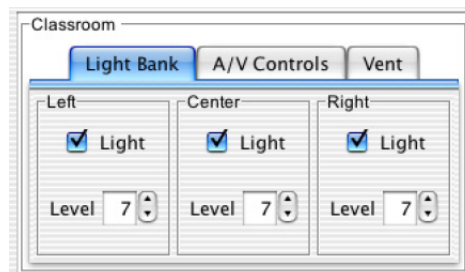 Classroom
Light Bank A/V Controls Vent
Left Center Right
Light Light Light
Level 7 Level 7 Level 7